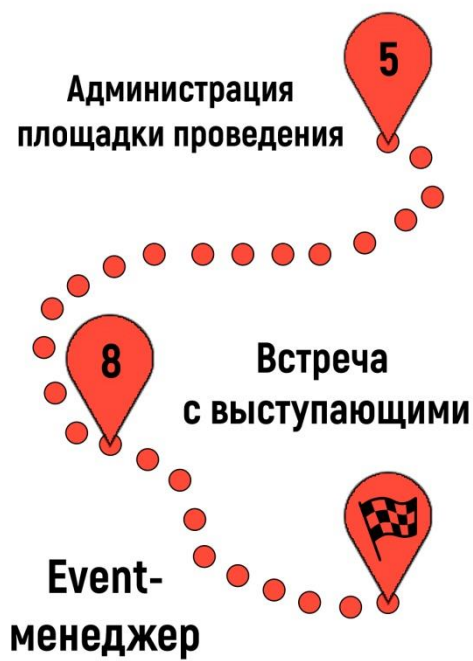 5
Администрация
площадки проведения
8
Встреча
с выступающими
Event-
менеджер